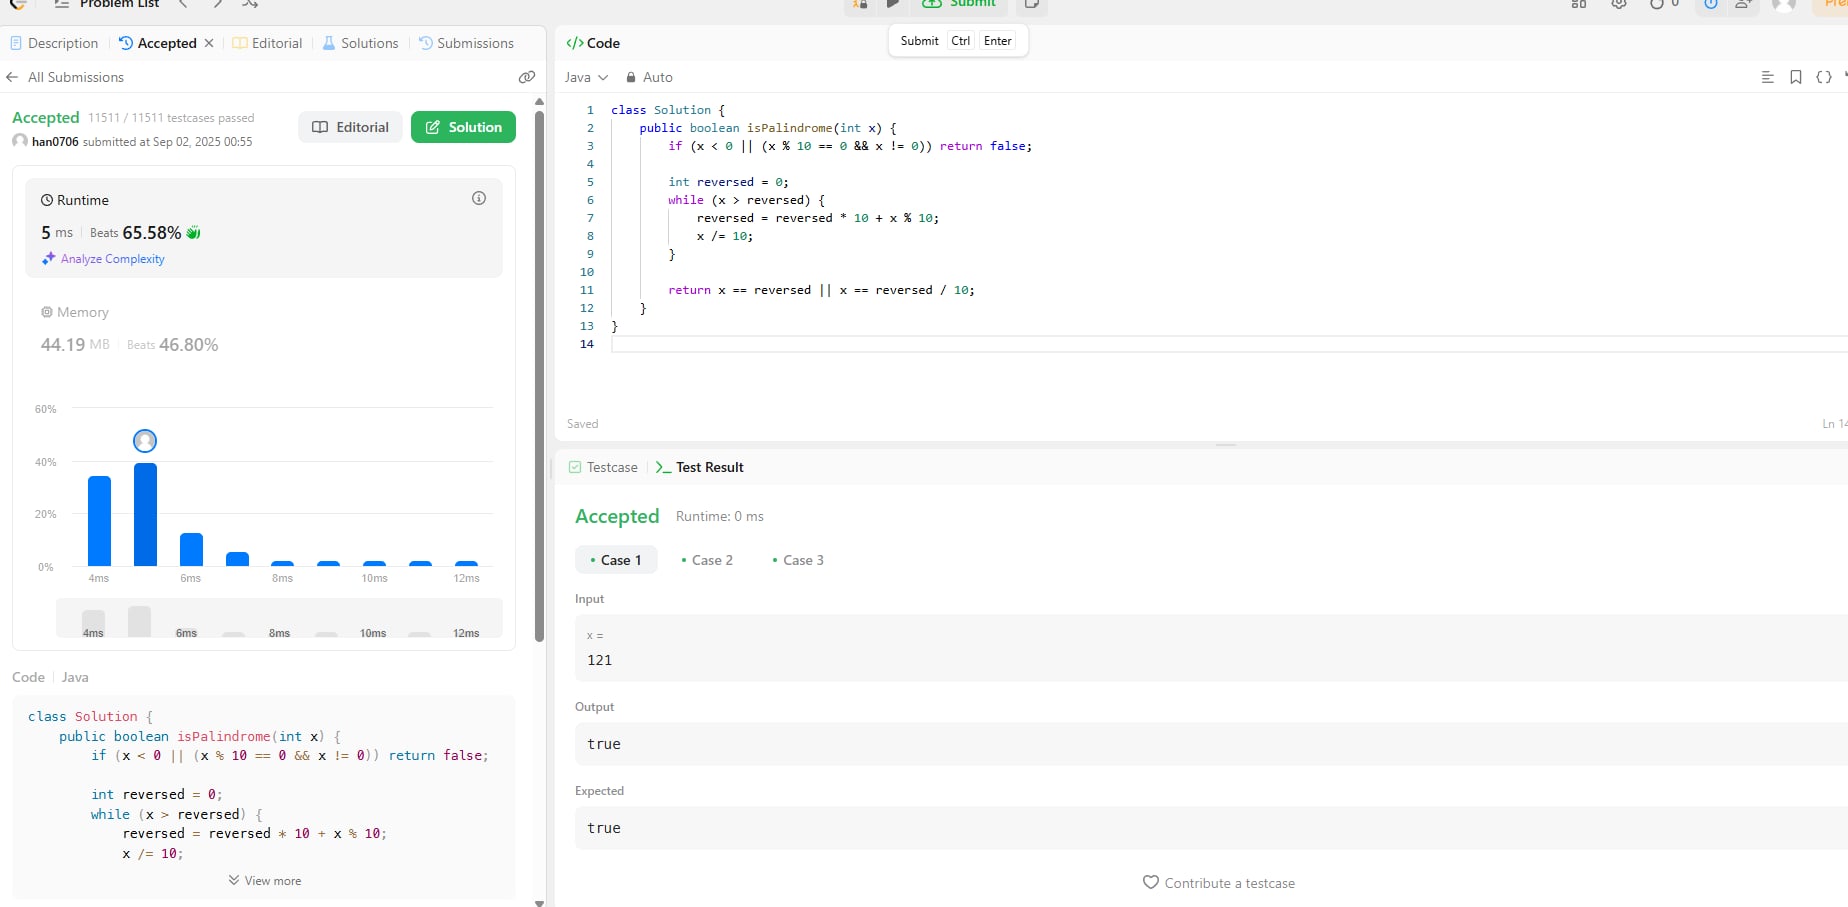 Problem List
Submit
0
Pre
Description
Accepted
Editorial
Solutions
Submissions
All Submissions
Accepted 11511 / 11511 testcases passed
han0706 submitted at Sep 02, 2025 00:55
Editorial
Solution
Runtime
5 ms Beats 65.58%
Analyze Complexity
Memory
44.19 MB Beats 46.80%
60%
40%
20%
0%
4ms 6ms 8ms 10ms 12ms
4ms 6ms 8ms 10ms 12ms
Code Java
class Solution {
public boolean isPalindrome(int x) {
if (x < 0 || (x % 10 == 0 && x != 0)) return false;
int reversed = 0;
while (x > reversed) {
reversed = reversed * 10 + x % 10;
x /= 10;
View more
</> Code
Submit Ctrl Enter
Java Auto
1 class Solution {
2 public boolean isPalindrome(int x) {
3 if (x < 0 || (x % 10 == 0 && x != 0)) return false;
4
5 int reversed = 0;
6 while (x > reversed) {
7 reversed = reversed * 10 + x % 10;
8 x /= 10;
9 }
10
11 return x == reversed || x == reversed / 10;
12 }
13 }
14
Saved
Ln 14
Testcase
Test Result
Accepted Runtime: 0 ms
Case 1
Case 2
Case 3
Input
x =
121
Output
true
Expected
true
Contribute a testcase